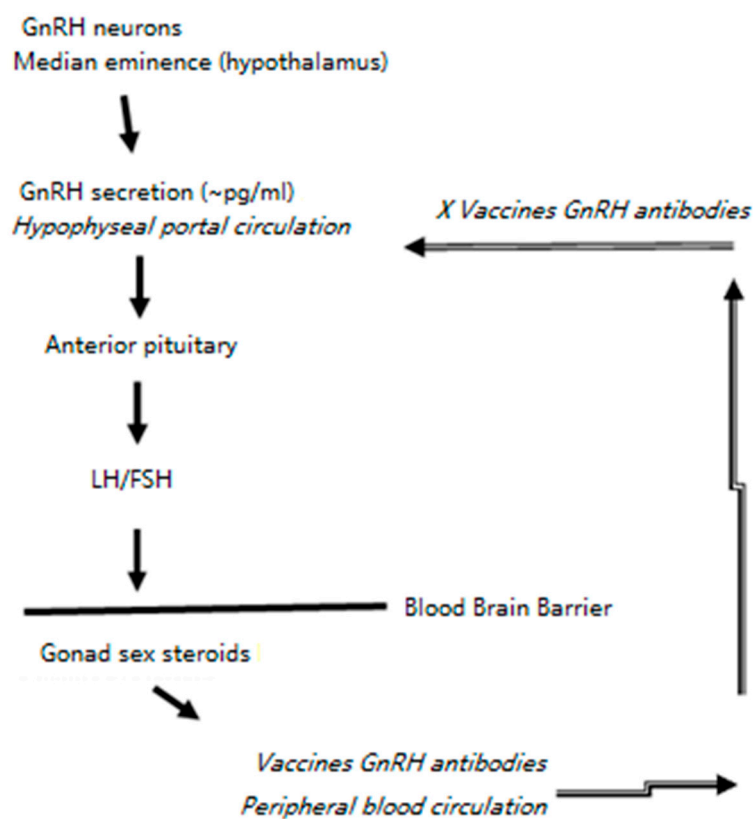 GnRH neurons
Median eminence (hypothalamus)
GnRH secretion (~pg/ml)
Hypophyseal portal circulation
X Vaccines GnRH antibodies
Anterior pituitary
LH/FSH
Blood Brain Barrier
Gonad sex steroids
Vaccines GnRH antibodies
Peripheral blood circulation